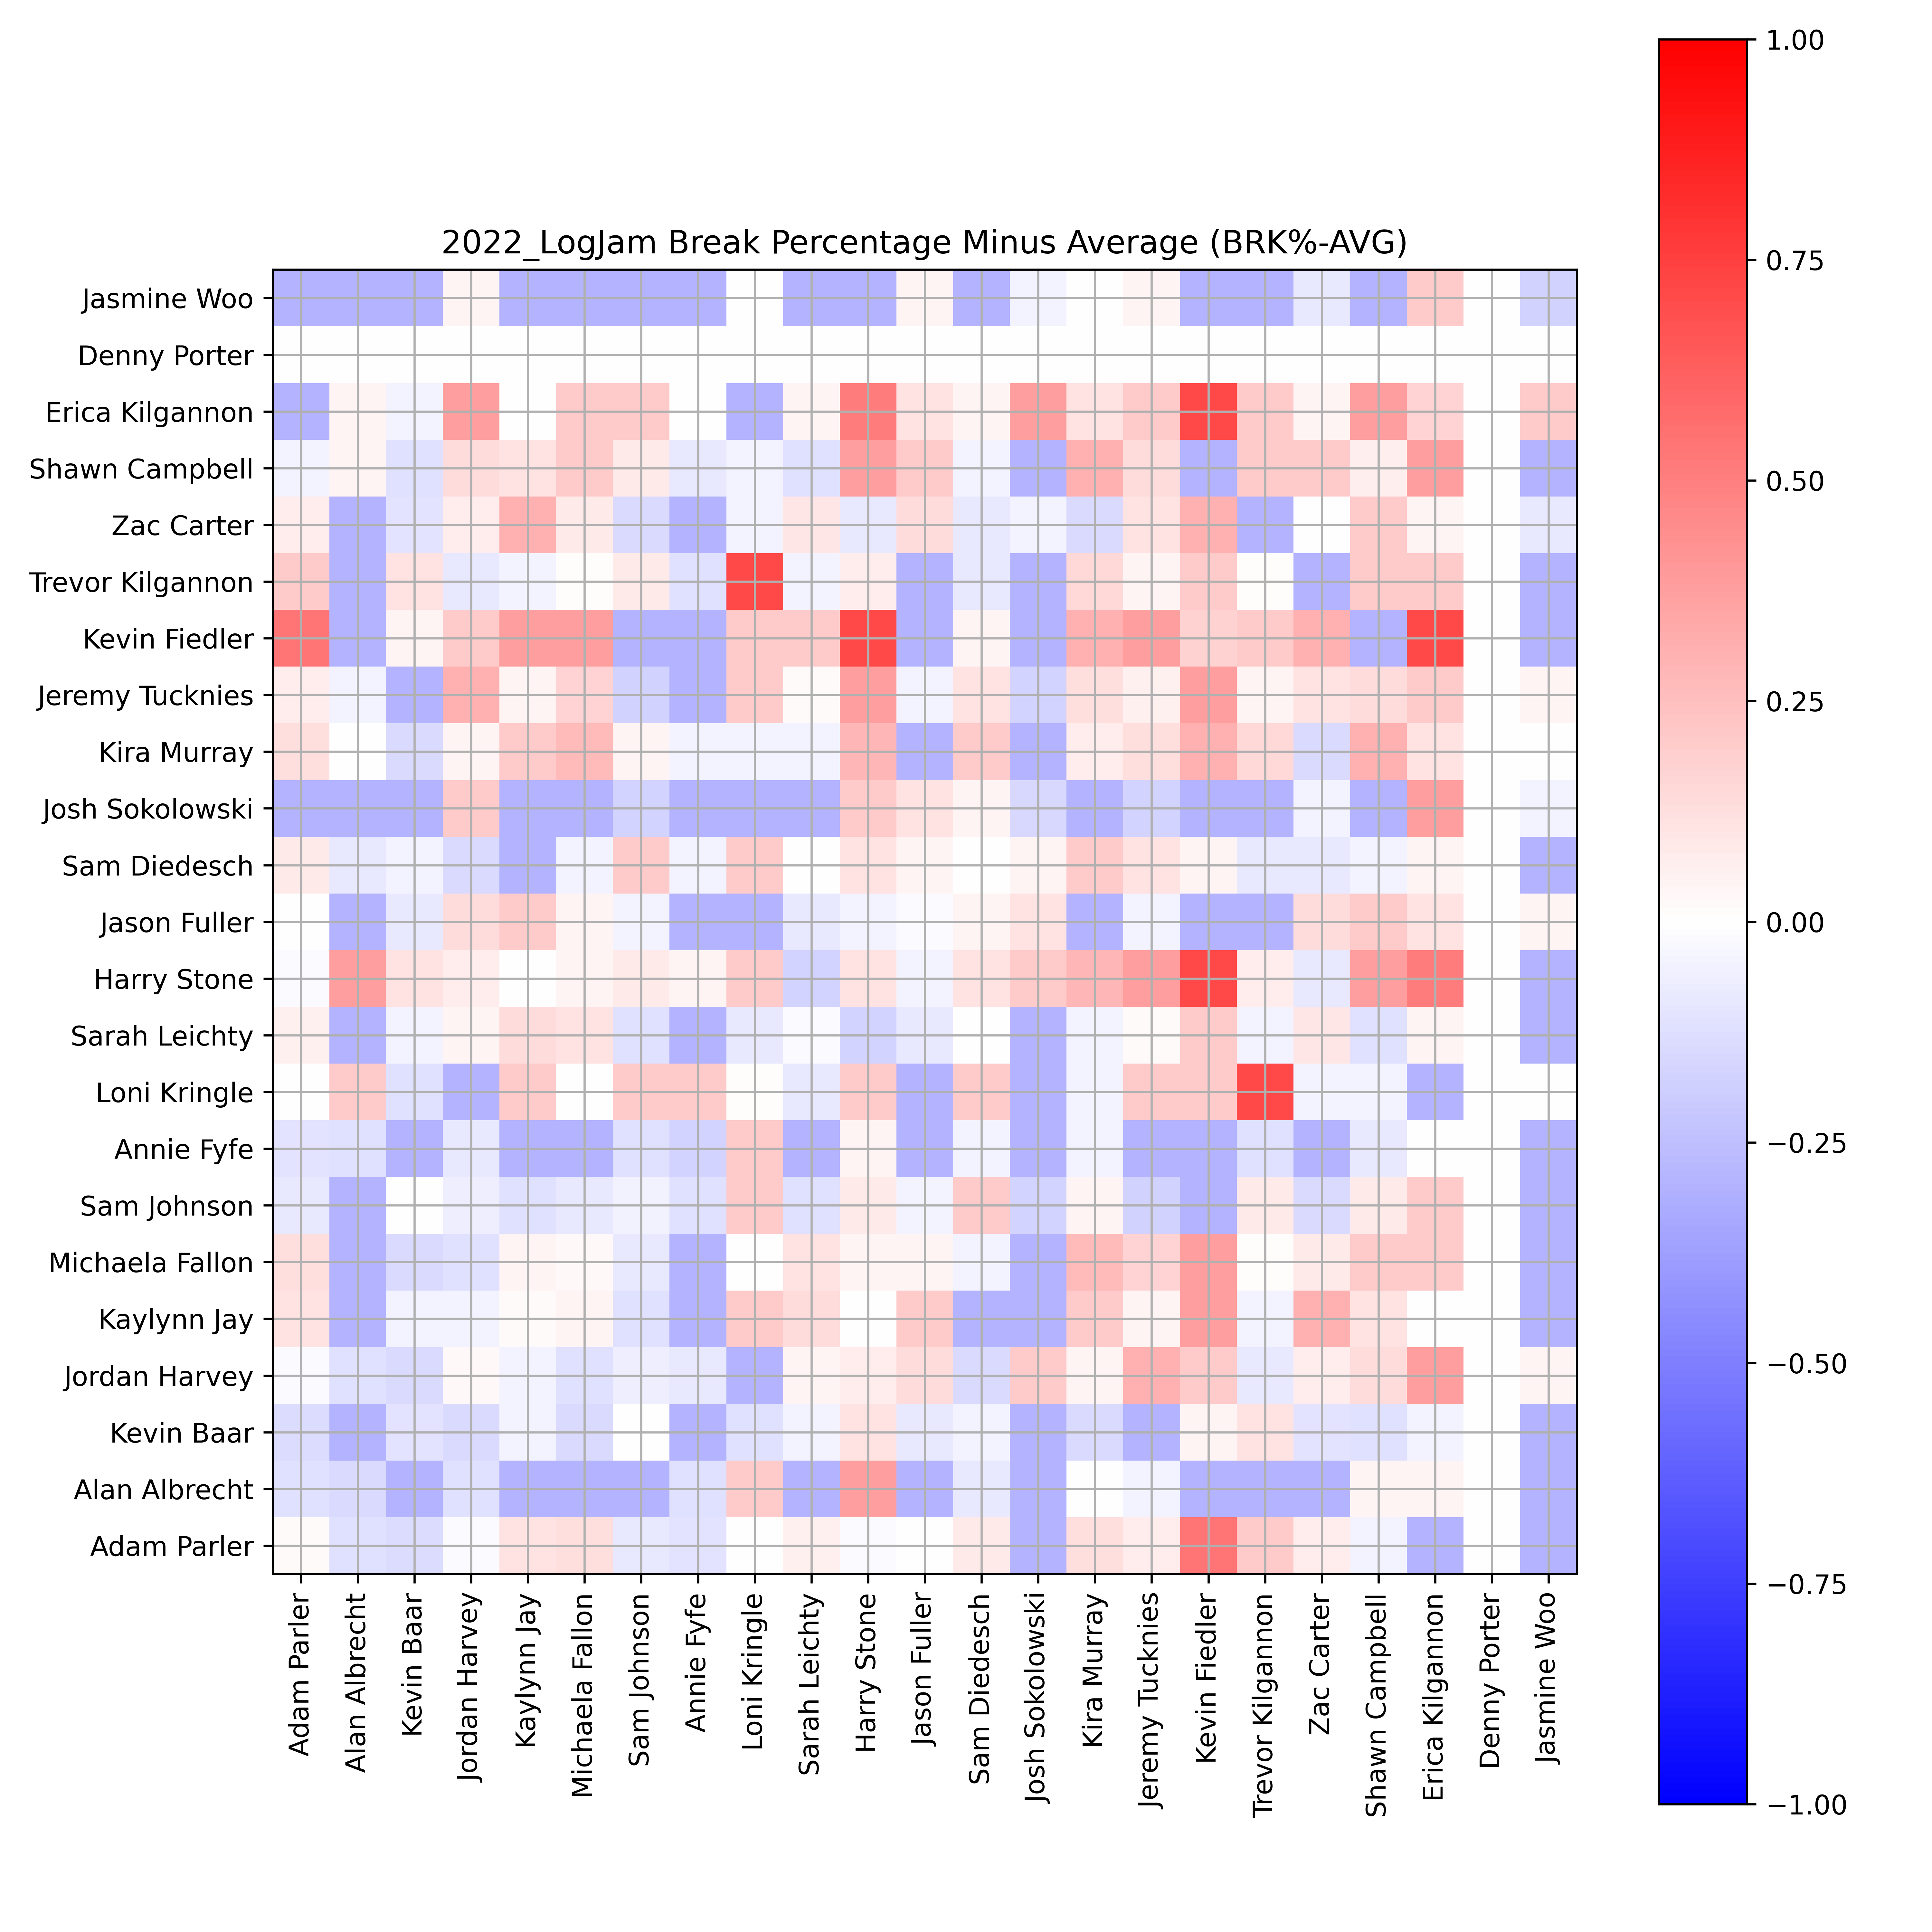 2022_LogJam Break Percentage Minus Average (BRK%-AVG)
Jasmine Woo
Denny Porter
Erica Kilgannon
Shawn Campbell
Zac Carter
Trevor Kilgannon
Kevin Fiedler
Jeremy Tucknies
Kira Murray
Josh Sokolowski
Sam Diedesch
Jason Fuller
Harry Stone
Sarah Leichty
Loni Kringle
Annie Fyfe
Sam Johnson
Michaela Fallon
Kaylynn Jay
Jordan Harvey
Kevin Baar
Alan Albrecht
Adam Parler
Adam Parler
Alan Albrecht
Kevin Baar
Jordan Harvey
Kaylynn Jay
Michaela Fallon
Sam Johnson
Annie Fyfe
Loni Kringle
Sarah Leichty
Harry Stone
Jason Fuller
Sam Diedesch
Josh Sokolowski
Kira Murray
Jeremy Tucknies
Kevin Fiedler
Trevor Kilgannon
Zac Carter
Shawn Campbell
Erica Kilgannon
Denny Porter
Jasmine Woo
1.00
0.75
0.50
0.25
0.00
−0.25
−0.50
−0.75
−1.00